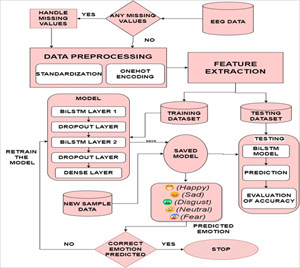 HANDLE
MISSING
VALUES
YES
ANY MISSING
VALUES
EEG DATA
NO
DATA PREPROCESSING
STANDARDIZATION
ONEHOT
ENCODING
FEATURE
EXTRACTION
MODEL
BiLSTM LAYER 1
DROPOUT LAYER
BiLSTM LAYER 2
DROPOUT LAYER
DENSE LAYER
TRAINING
DATASET
TESTING
DATASET
TESTING
BiLSTM
MODEL
PREDICTION
EVALUATION
OF ACCURACY
save
SAVED
MODEL
RETRAIN
THE
MODEL
NEW SAMPLE
DATA
(Happy)
(Sad)
(Disgust)
(Neutral)
(Fear)
PREDICTED
EMOTION
NO
CORRECT
EMOTION
PREDICTED
YES
STOP